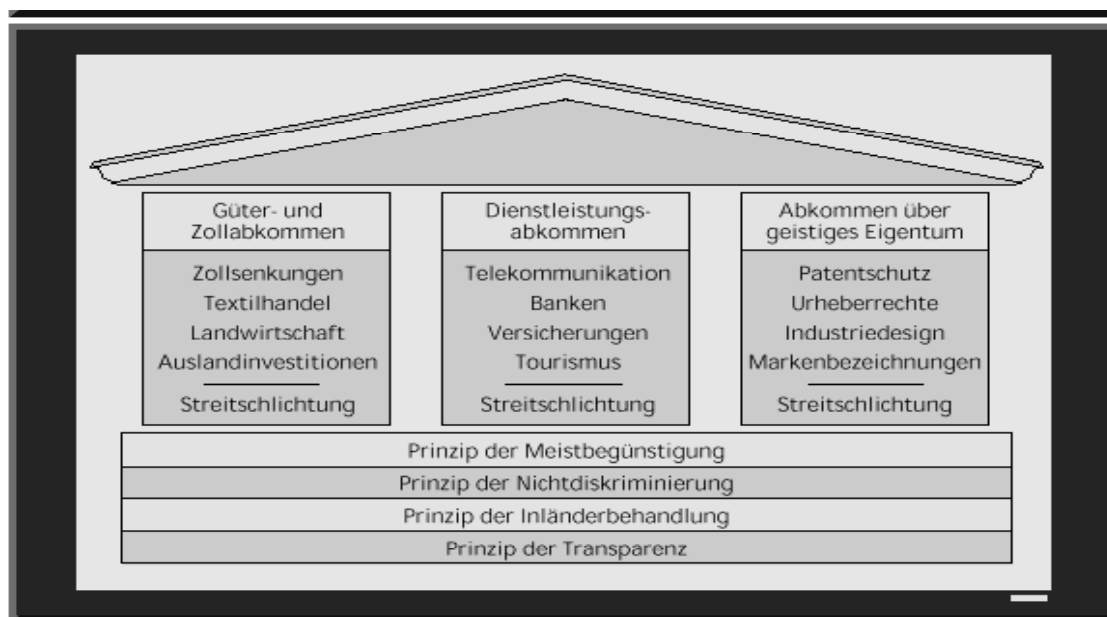 Güter- und
Zollabkommen
Zollsenkungen
Textilhandel
Landwirtschaft
Auslandinvestitionen
Streitschlichtung
Dienstleistungs-
abkommen
Telekommunikation
Banken
Versicherungen
Tourismus
Streitschlichtung
Abkommen über
geistiges Eigentum
Patentschutz
Urheberrechte
Industriedesign
Markenbezeichnungen
Streitschlichtung
Prinzip der Meistbegünstigung
Prinzip der Nichtdiskriminierung
Prinzip der Inländerbehandlung
Prinzip der Transparenz